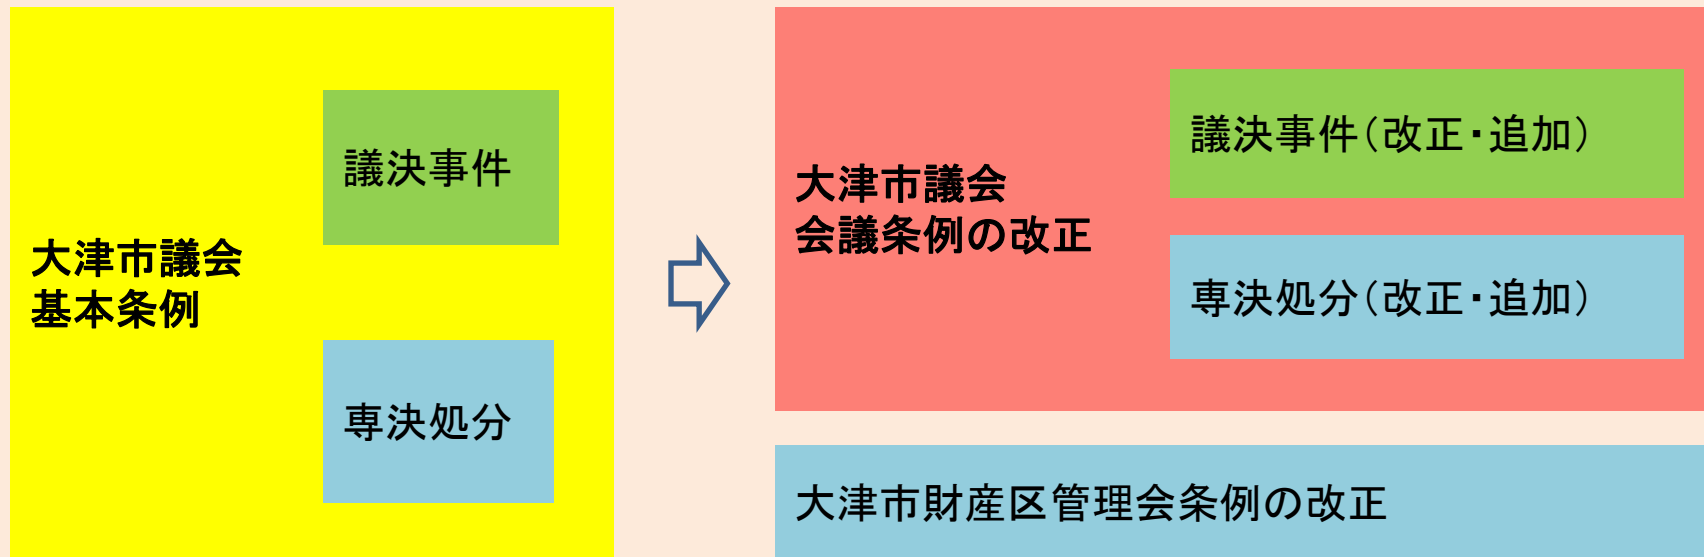 大津市議会
基本条例
議決事件
専決処分
大津市議会
会議条例の改正
議決事件(改正・追加)
専決処分(改正・追加)
大津市財産区管理会条例の改正